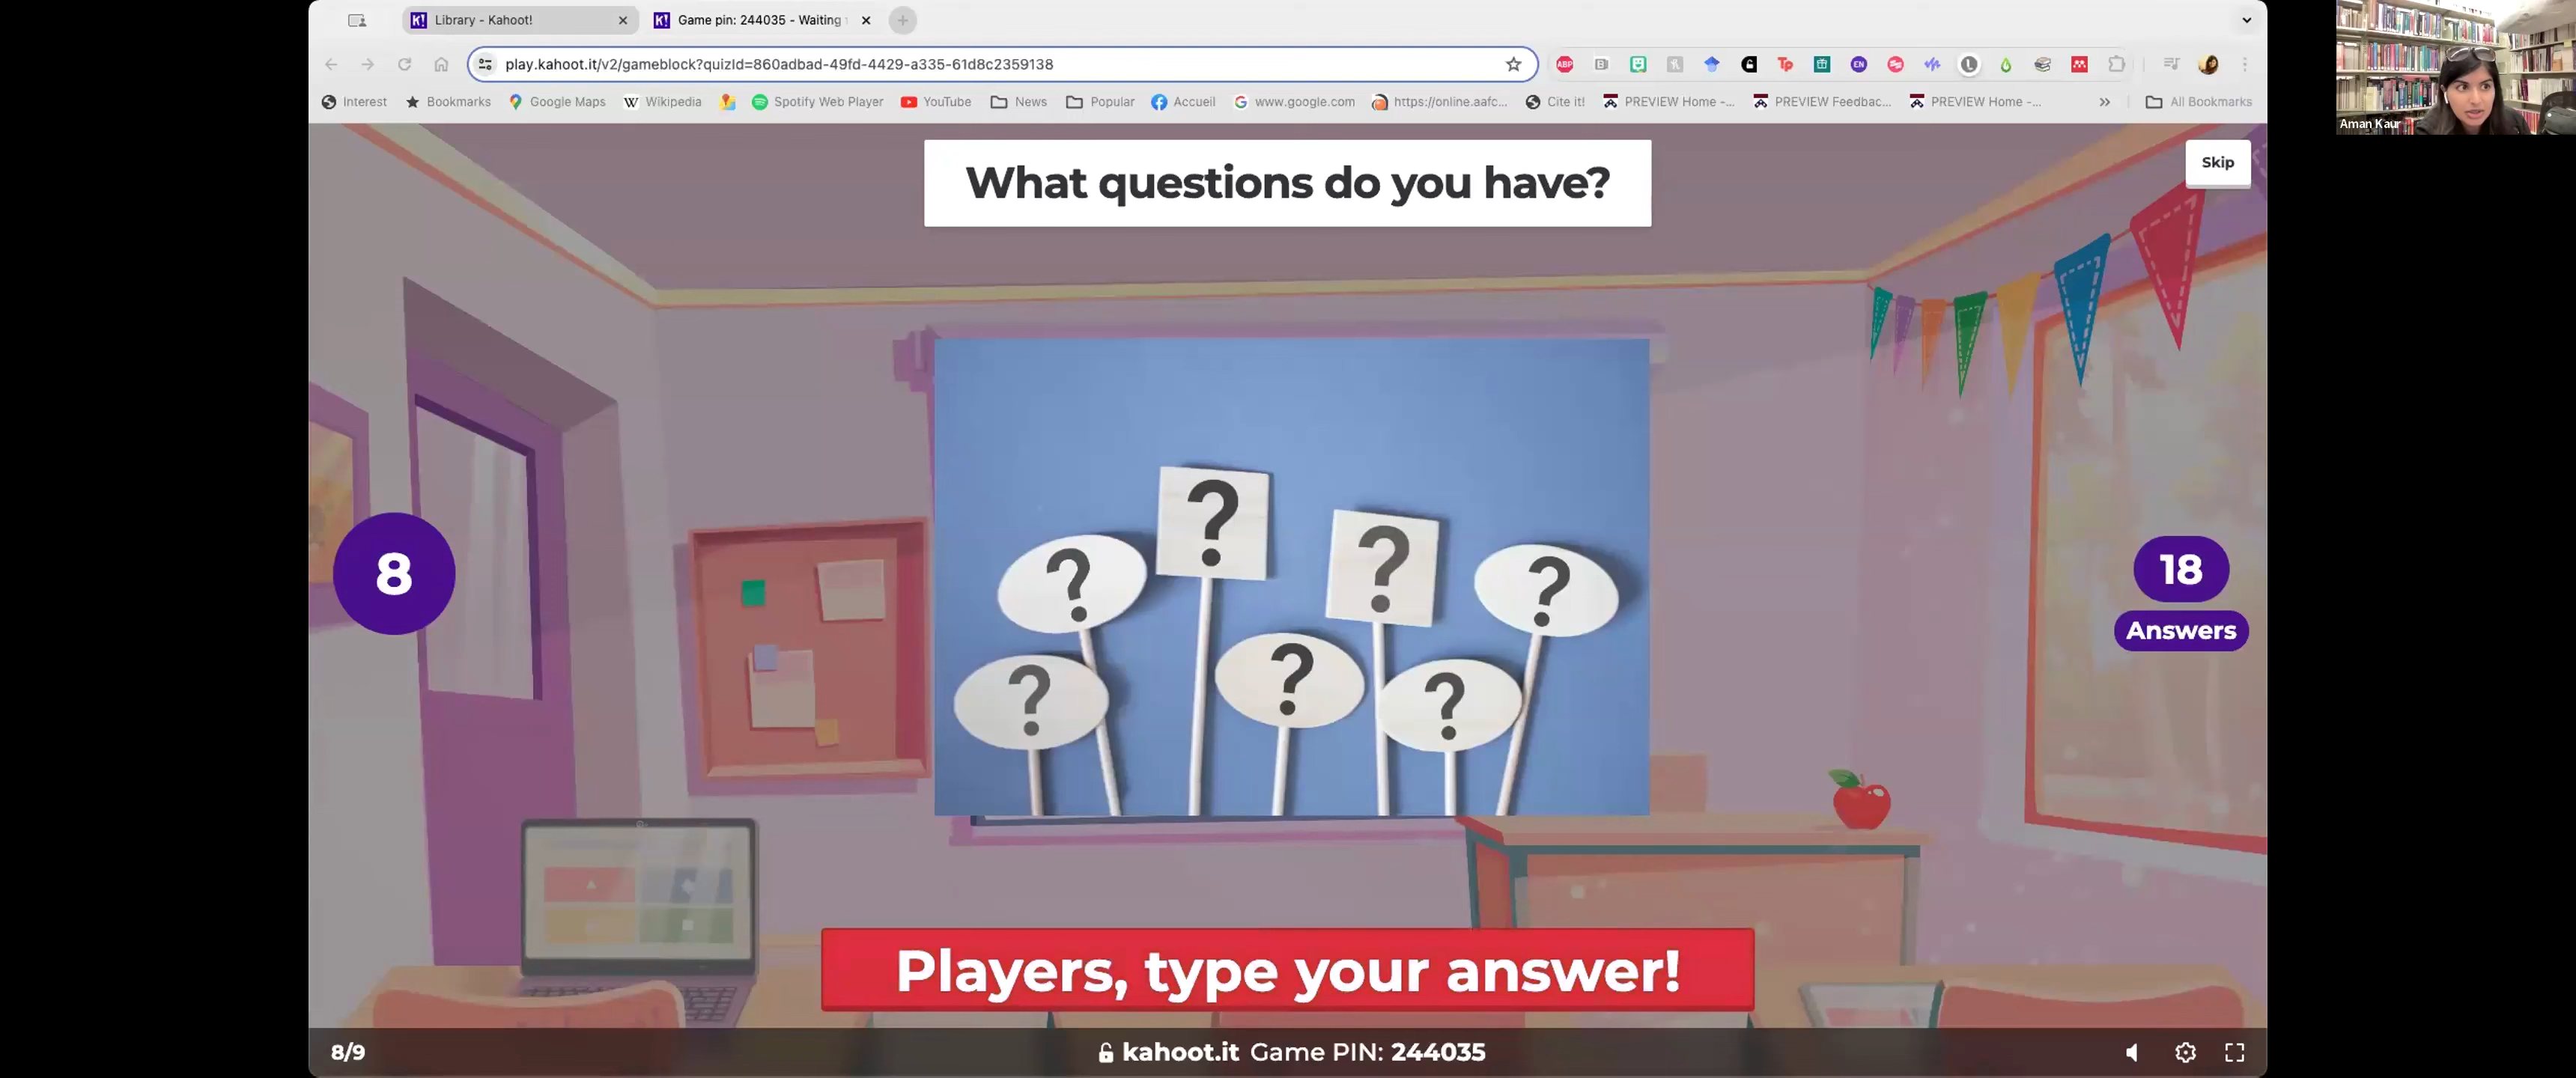 Library - Kahoot!
Game pin: 244035 - Waiting
play.kahoot.it/v2/gameblock?quizId=860adbad-49fd-4429-a335-61d8c2359138
Interest Bookmarks Google Maps Wikipedia Spotify Web Player YouTube News Popular Accueil www.google.com https://online.aafc... Cite it! PREVIEW Home -... PREVIEW Feedbac... PREVIEW Home -... All Bookmarks
Aman Kaur
What questions do you have?
Skip
? ? ? ?
? ? ?
8
18
Answers
Players, type your answer!
8/9
kahoot.it Game PIN: 244035